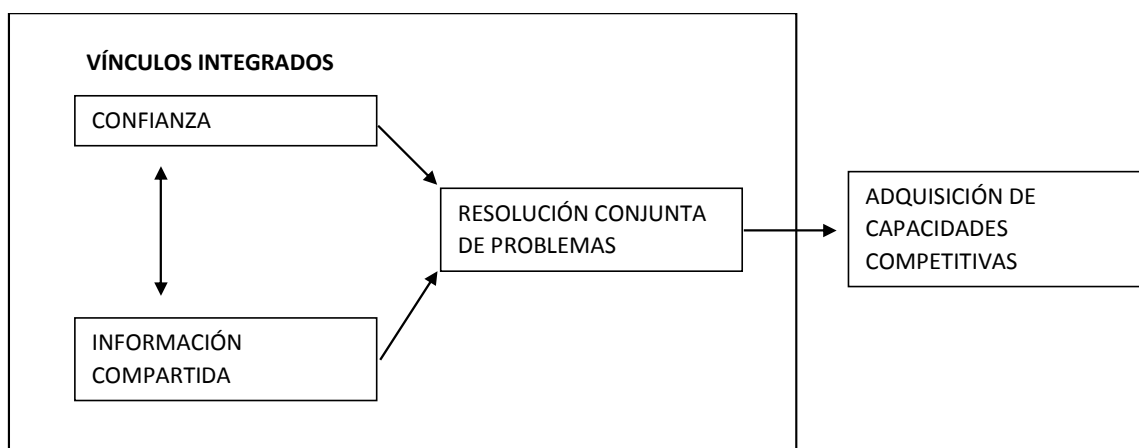 VÍNCULOS INTEGRADOS
CONFIANZA
RESOLUCIÓN CONJUNTA
DE PROBLEMAS
ADQUISICIÓN DE
CAPACIDADES
COMPETITIVAS
INFORMACIÓN
COMPARTIDA